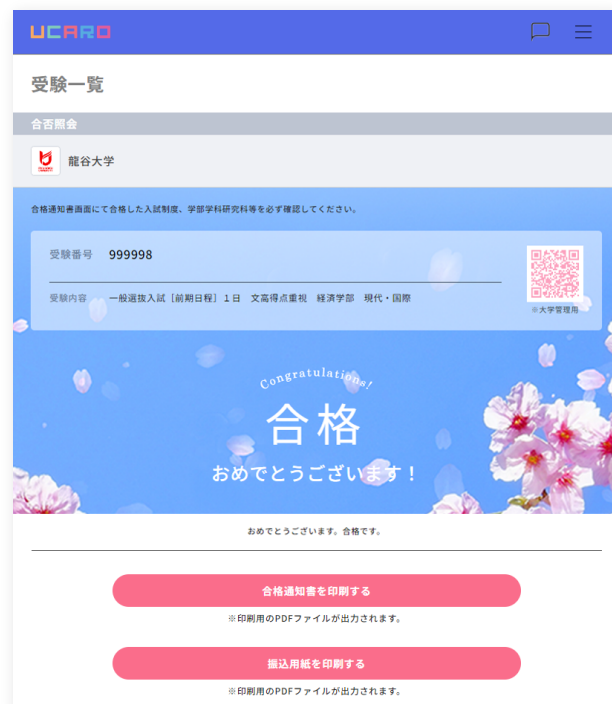 UCARO
受験一覧
合否照会
龍谷大学
合格通知書画面にて合格した入試制度、学部学科研究科等を必ず確認してください。
受験番号 999998
受験内容 一般選抜入試［前期日程］１日 文高得点重視 経済学部 現代・国際
※大学管理用
Congratulations!
合格
おめでとうございます！
おめでとうございます。合格です。
合格通知書を印刷する
※印刷用のPDFファイルが出力されます。
振込用紙を印刷する
※印刷用のPDFファイルが出力されます。